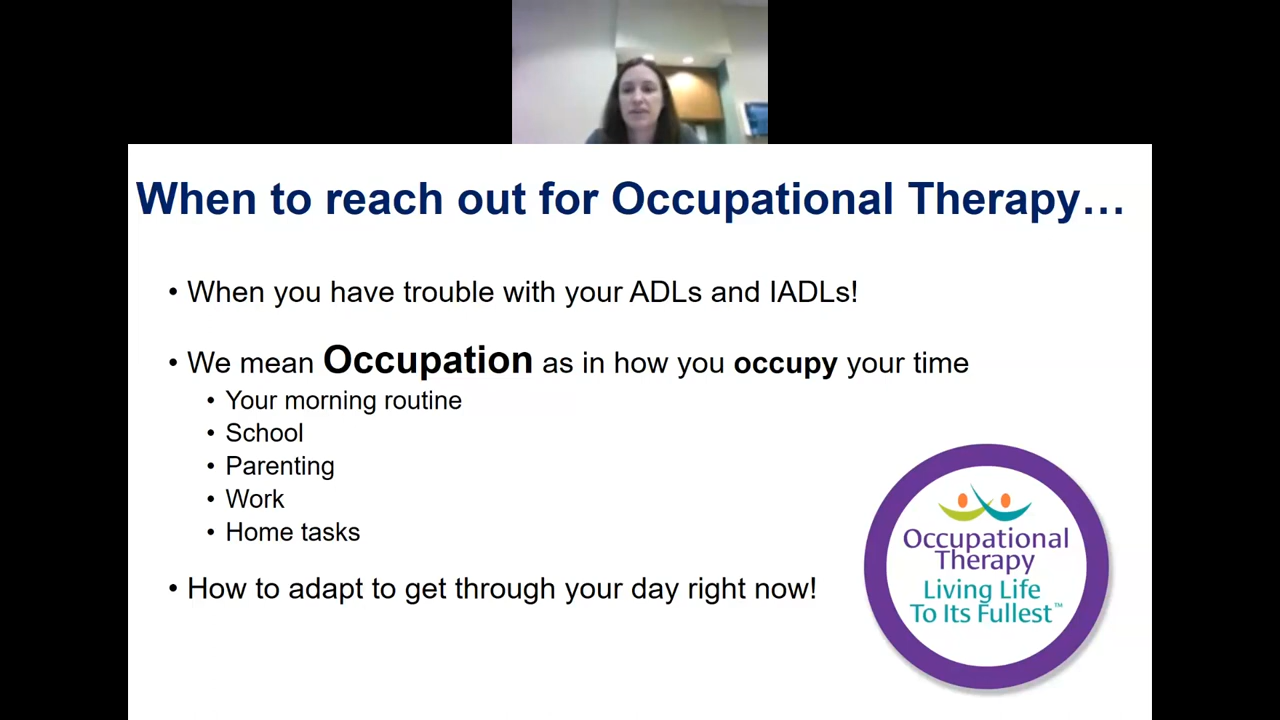 When to reach out for Occupational Therapy…
• When you have trouble with your ADLs and IADLs!
• We mean Occupation as in how you occupy your time
• Your morning routine
• School
• Parenting
• Work
• Home tasks
• How to adapt to get through your day right now!
Occupational
Therapy
Living Life
To Its Fullest™